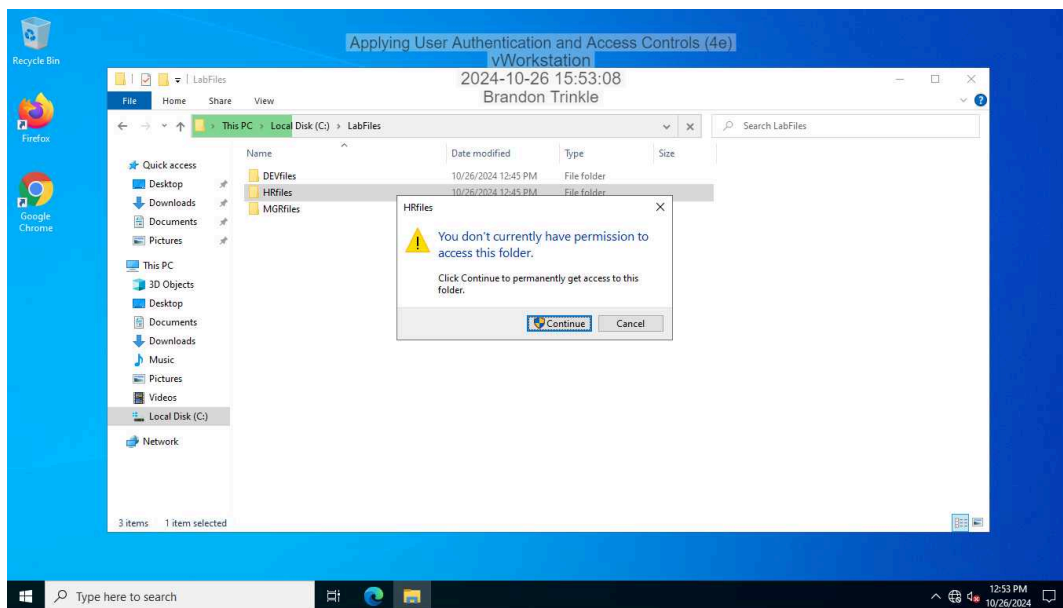 Recycle Bin
Firefox
Google
Chrome
Applying User Authentication and Access Controls (4e)
vWorkstation
2024-10-26 15:53:08
Brandon Trinkle
LabFiles
File Home Share View
This PC > Local Disk (C:) > LabFiles
Search LabFiles
Name Date modified Type Size
Quick access
Desktop
Downloads
Documents
Pictures
This PC
3D Objects
Desktop
Documents
Downloads
Music
Pictures
Videos
Local Disk (C:)
Network
DEVfiles 10/26/2024 12:45 PM File folder
HRfiles 10/26/2024 12:45 PM File folder
MGRfiles
HRfiles
You don't currently have permission to
access this folder.
Click Continue to permanently get access to this
folder.
Continue Cancel
3 items 1 item selected
Type here to search
12:53 PM
10/26/2024